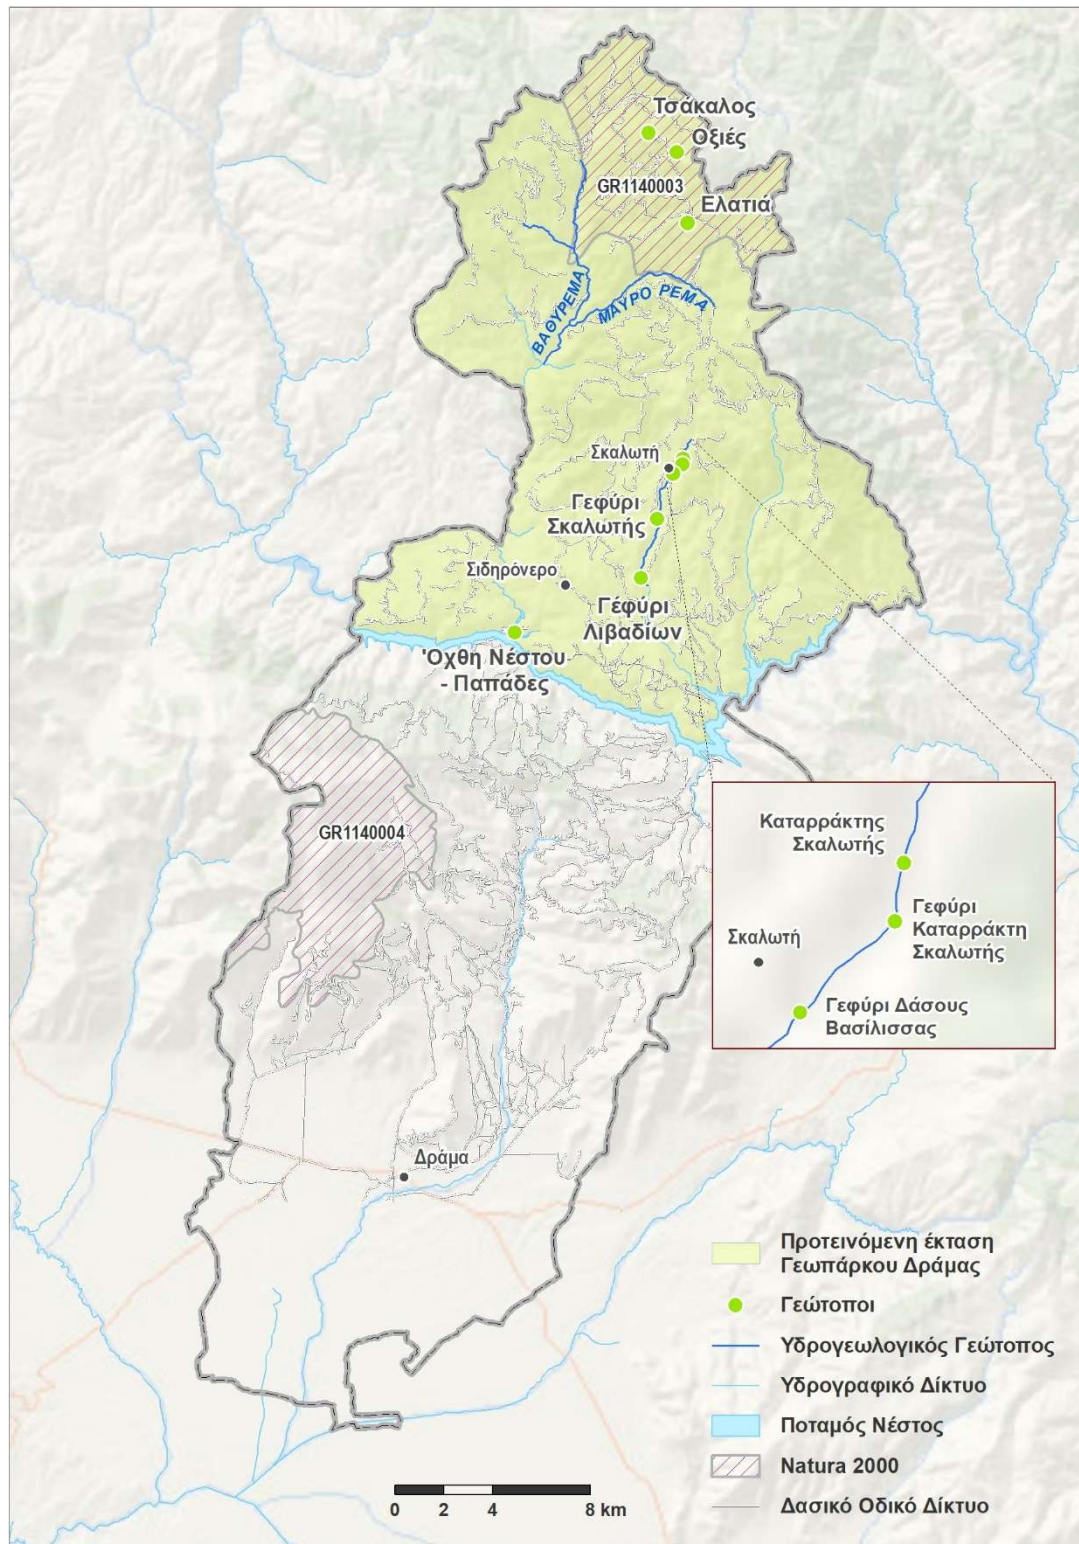 Τσάκαλος
Οξιές
GR1140003
Ελατιά
ΒΑΘΥΡΕΜΑ
ΜΑΥΡΟ ΡΕΜΑ
Σκαλωτή
Γεφύρι
Σκαλωτής
Σιδηρόνερο
Γέφύρι
Λιβαδίων
Όχθη Νέστου
- Παπάδες
GR1140004
Καταρράκτης
Σκαλωτής
Γεφύρι
Καταρράκτη
Σκαλωτής
Σκαλωτή
Γεφύρι Δάσους
Βασίλισσας
Δράμα
Προτεινόμενη έκταση
Γεωπάρκου Δράμας
Γεώτοποι
Υδρογεωλογικός Γεώτοπος
Υδρογραφικό Δίκτυο
Ποταμός Νέστος
Natura 2000
Δασικό Οδικό Δίκτυο
0 2 4 8 km